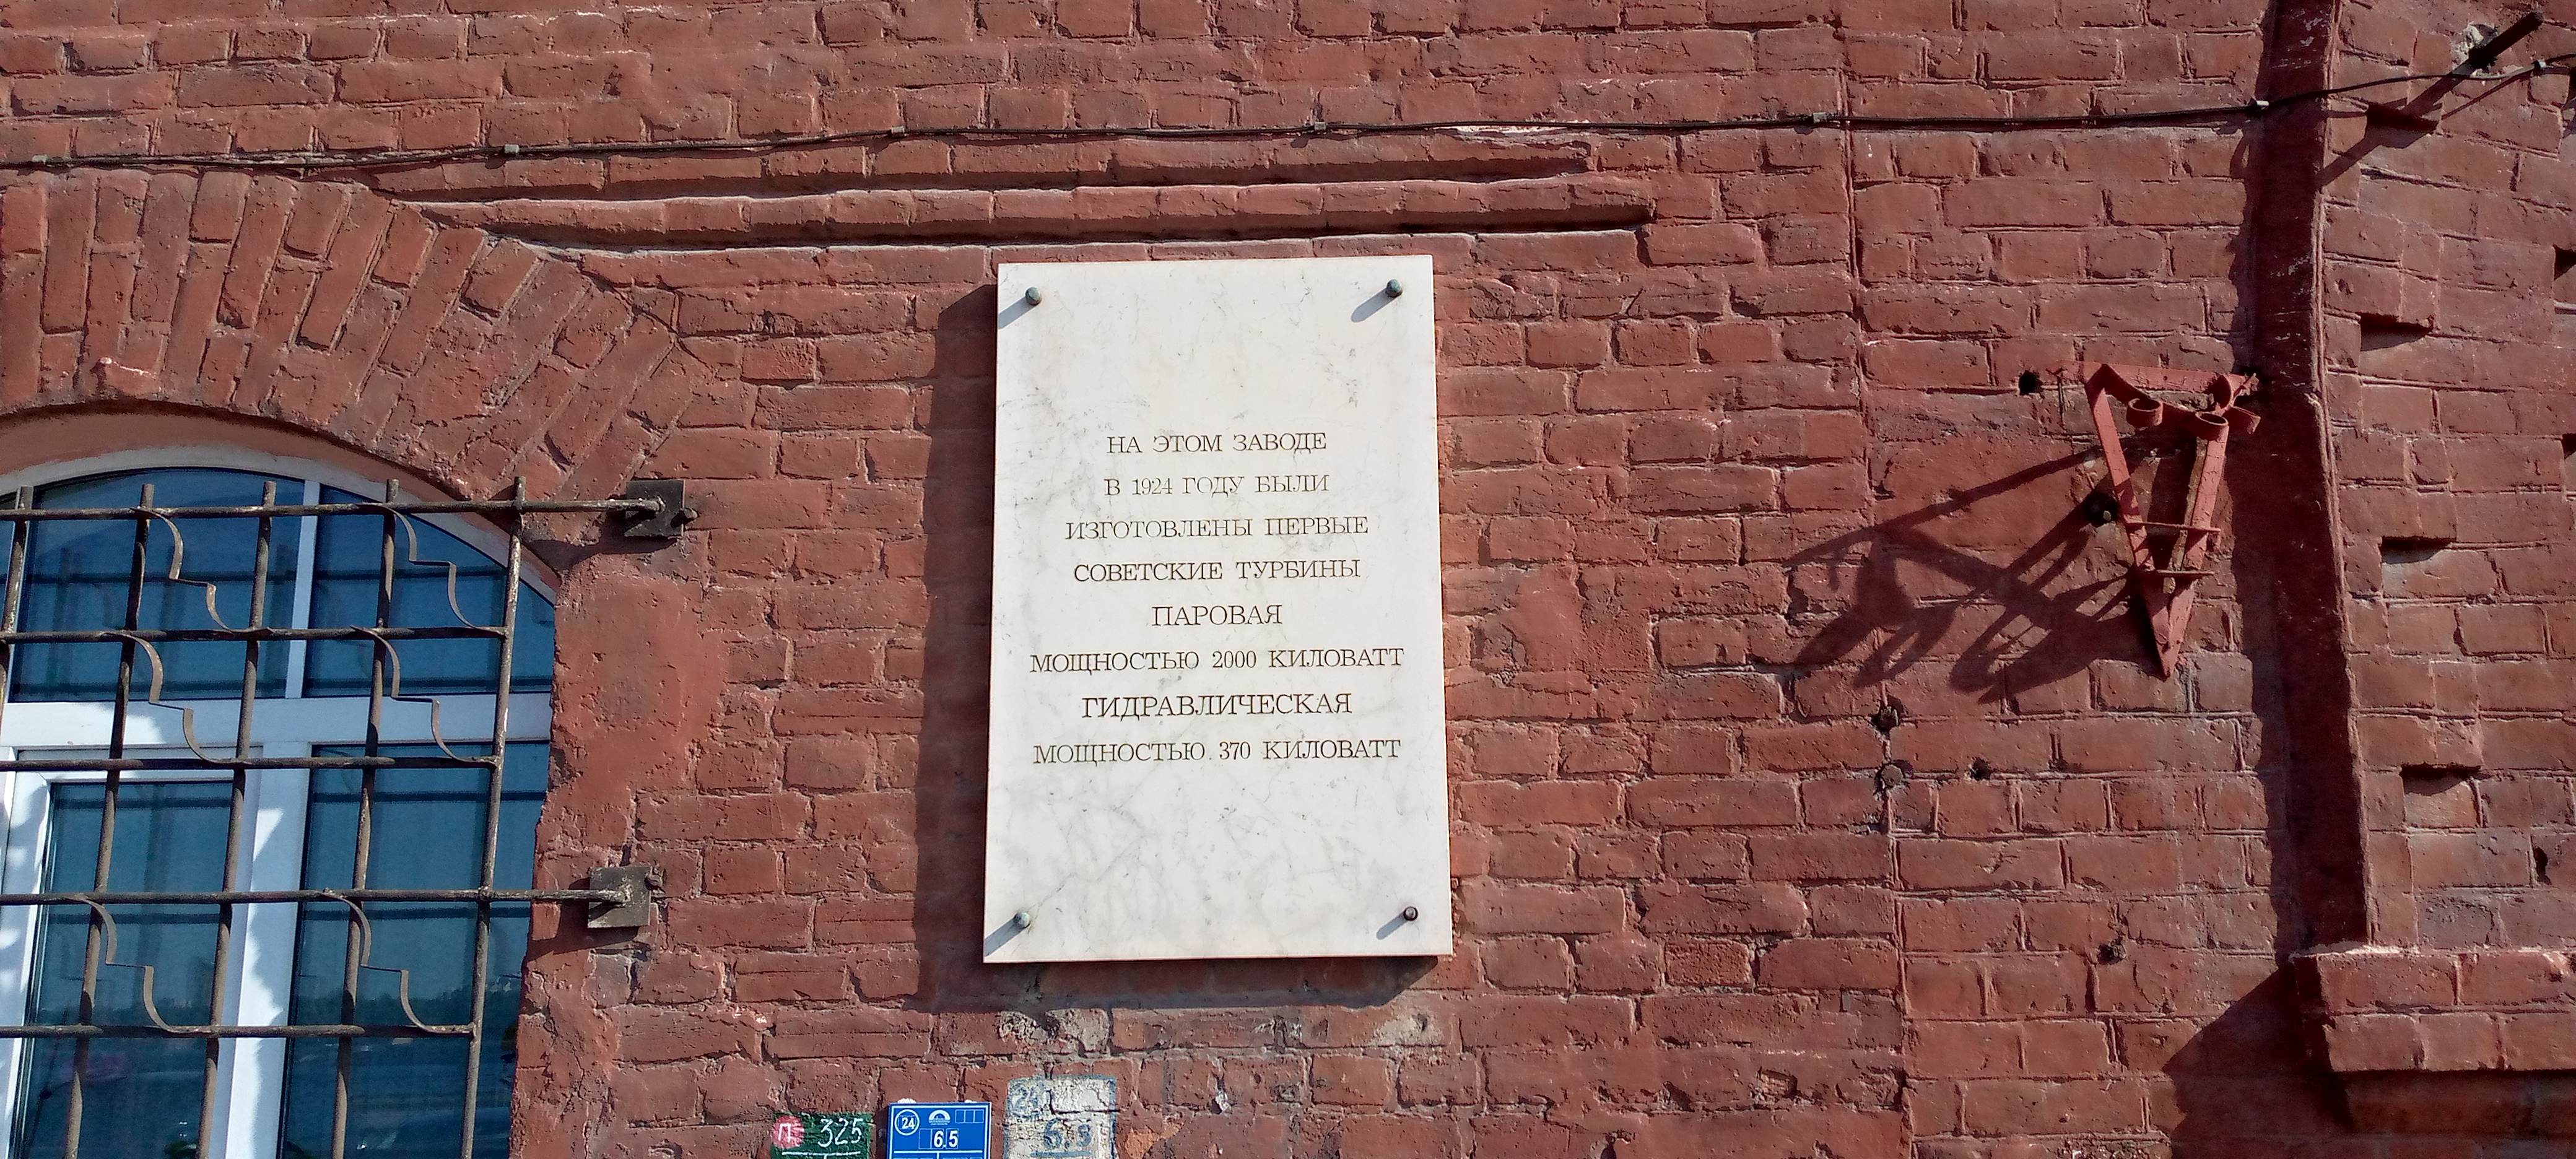 НА ЭТОМ ЗАВОДЕ
В 1924 ГОДУ БЫЛИ
ИЗГОТОВЛЕНЫ ПЕРВЫЕ
СОВЕТСКИЕ ТУРБИНЫ
ПАРОВАЯ
МОЩНОСТЬЮ 2000 КИЛОВАТТ
ГИДРАВЛИЧЕСКАЯ
МОЩНОСТЬЮ 370 КИЛОВАТТ
П 325
24
6.5